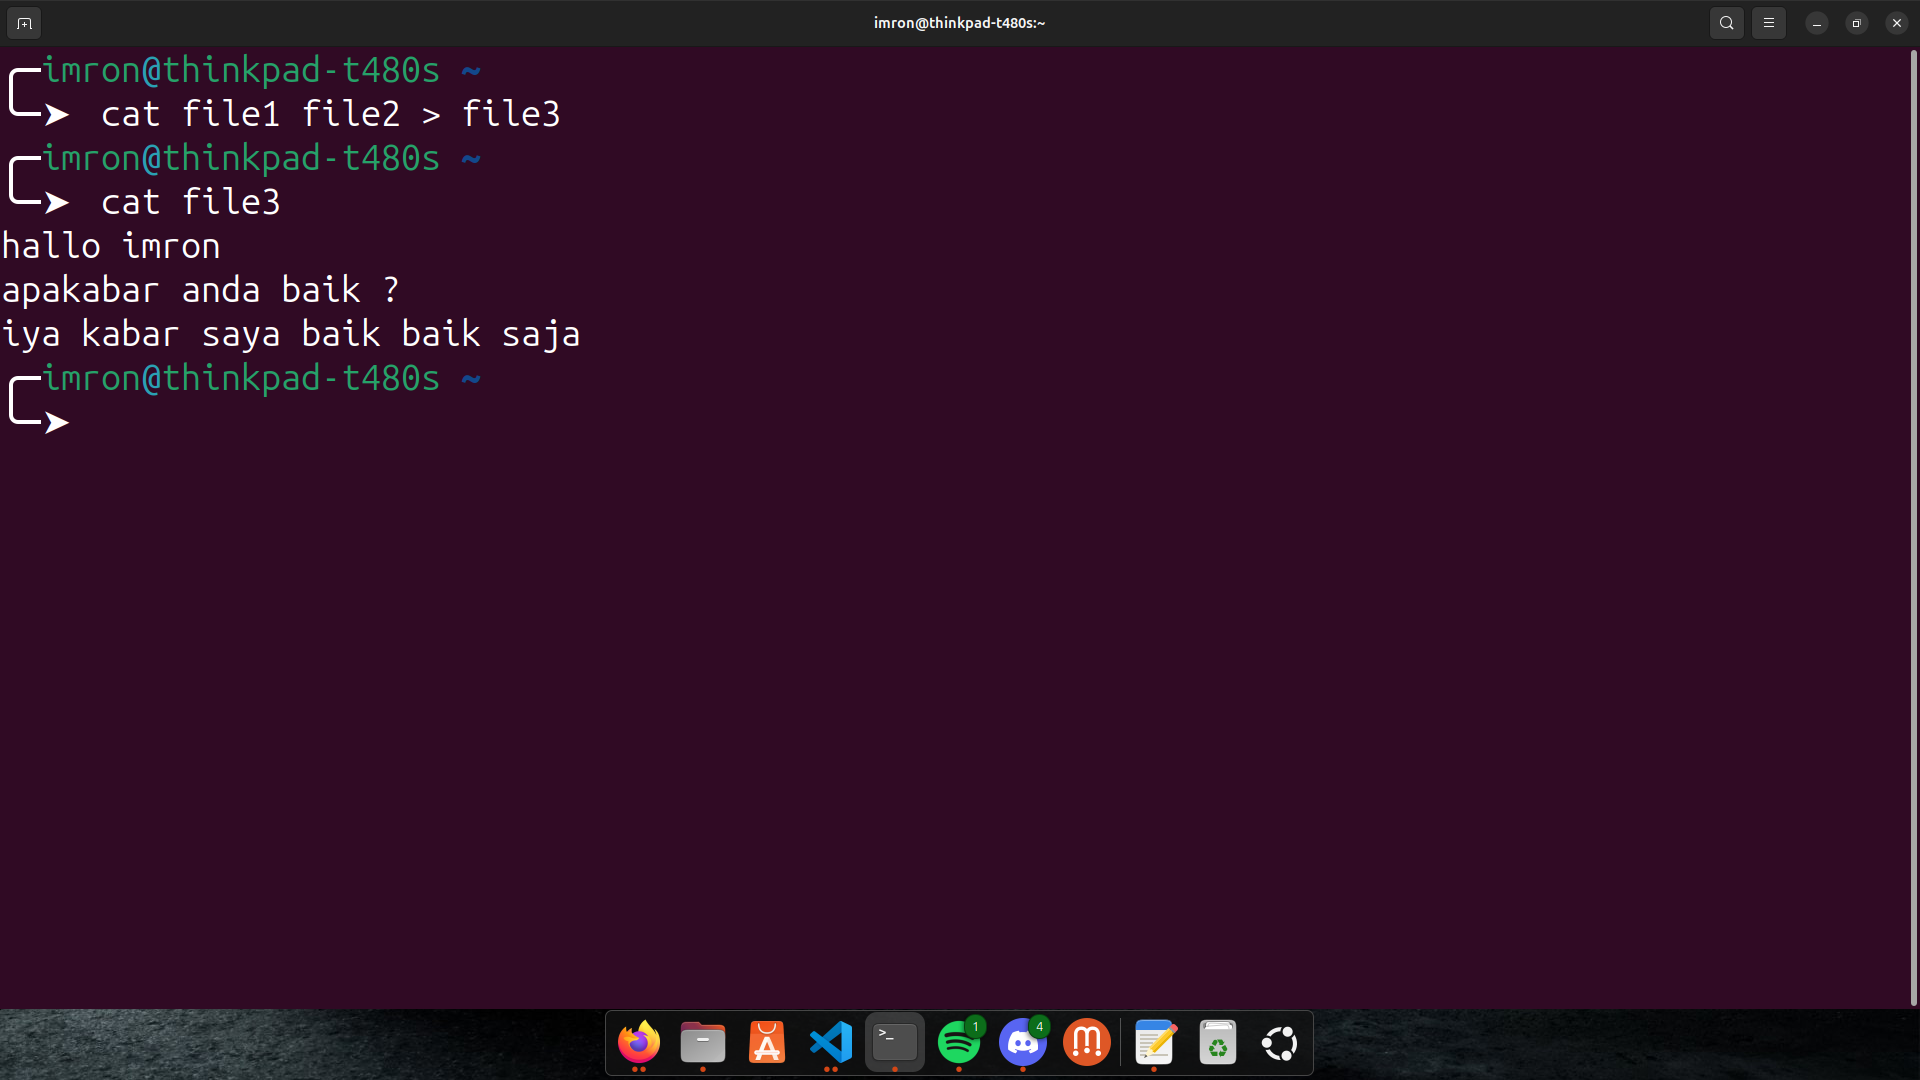 imron@thinkpad-t480s:~
imron@thinkpad-t480s ~
➤ cat file1 file2 > file3
imron@thinkpad-t480s ~
➤ cat file3
hallo imron
apakabar anda baik ?
iya kabar saya baik baik saja
imron@thinkpad-t480s ~
➤
>_
1
4